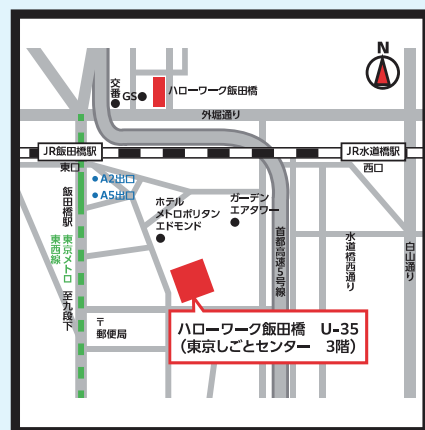 N
交番
GS
ハローワーク飯田橋
外堀通り
JR飯田橋駅
東口
JR水道橋駅
西口
A2出口
A5出口
飯田橋駅
東京メトロ
東西線
至九段下
ホテル
メトロポリタン
エドモンド
ガーデン
エアタワー
首都高速5号線
水道橋西通り
白山通り
〒
郵便局
ハローワーク飯田橋 U-35
(東京しごとセンター 3階)